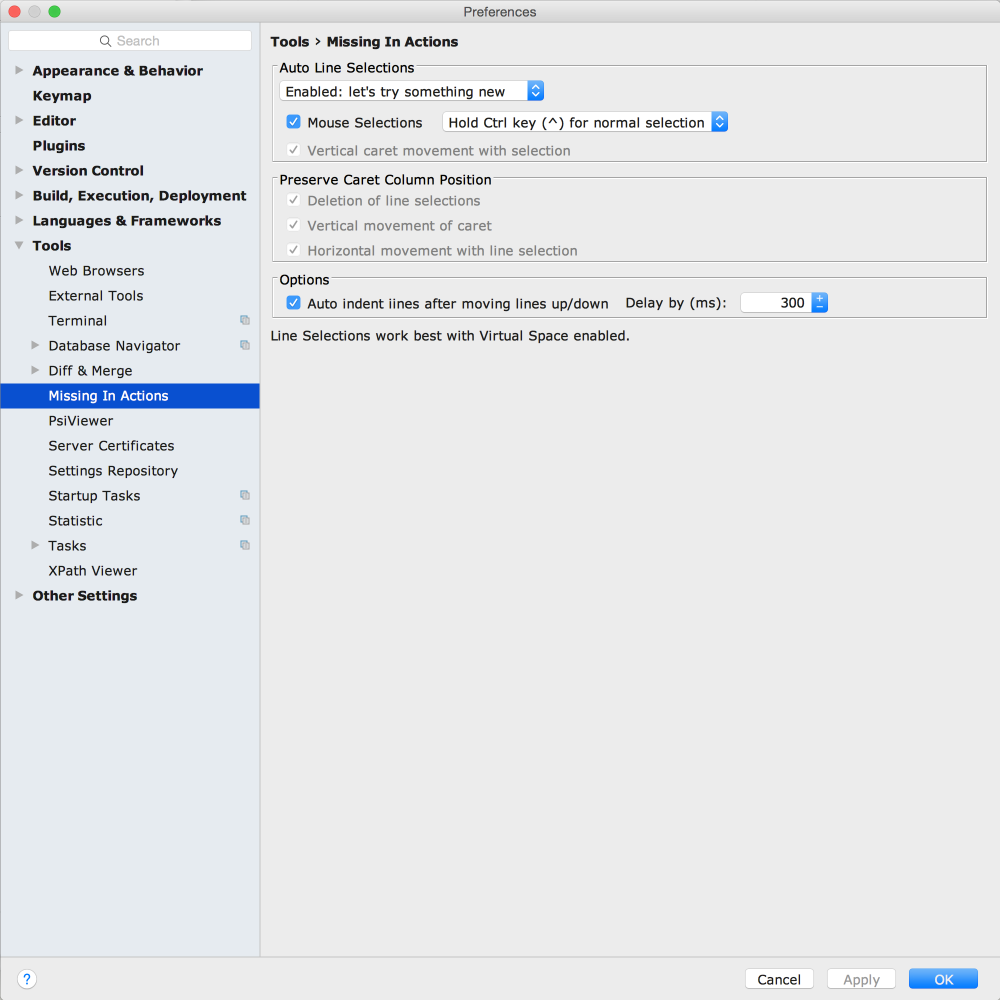 Preferences
Search
Appearance & Behavior
Keymap
Editor
Plugins
Version Control
Build, Execution, Deployment
Languages & Frameworks
Tools
Web Browsers
External Tools
Terminal
Database Navigator
Diff & Merge
Missing In Actions
PsiViewer
Server Certificates
Settings Repository
Startup Tasks
Statistic
Tasks
XPath Viewer
Other Settings
Tools › Missing In Actions
Auto Line Selections
Enabled: let's try something new
Mouse Selections Hold Ctrl key (^) for normal selection
Vertical caret movement with selection
Preserve Caret Column Position
Deletion of line selections
Vertical movement of caret
Horizontal movement with line selection
Options
Auto indent iines after moving lines up/down Delay by (ms): 300
Line Selections work best with Virtual Space enabled.
? Cancel Apply OK